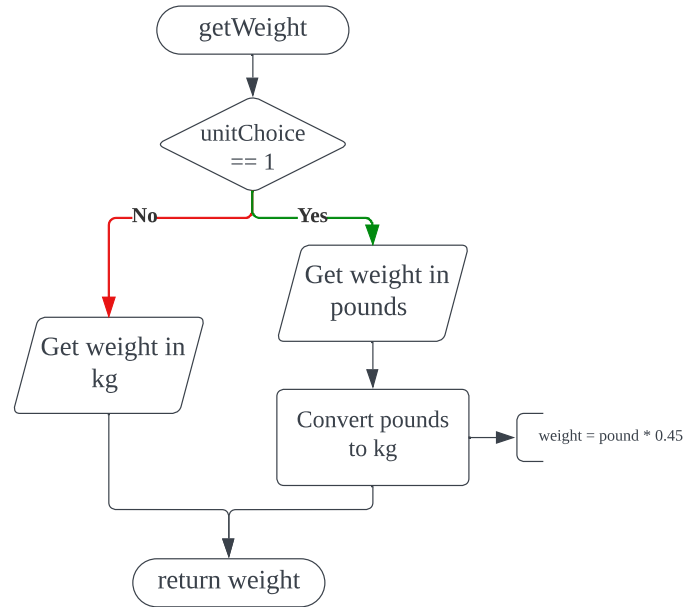 getWeight
unitChoice
== 1
No
Yes
Get weight in
pounds
Get weight in
kg
Convert pounds
to kg
weight = pound * 0.45
return weight